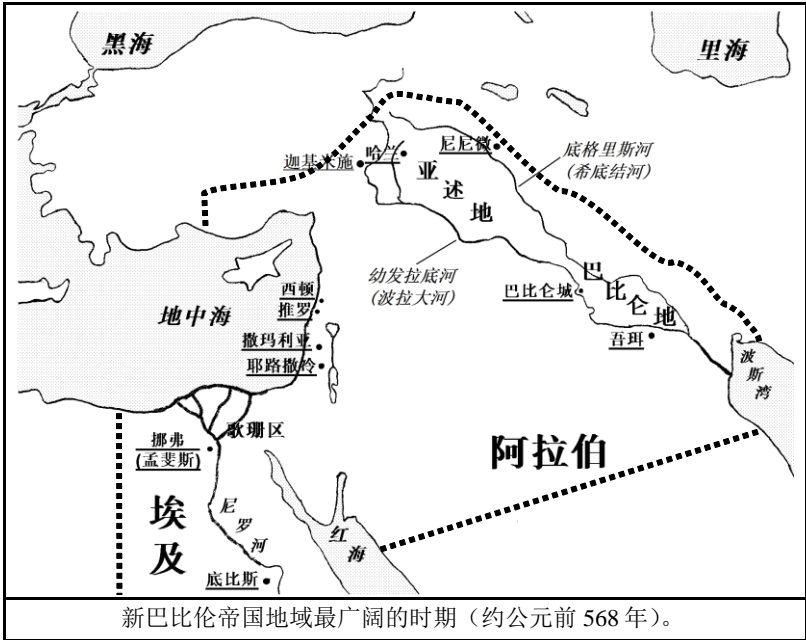 黑海
里海
迦基米施
哈兰
尼尼微
底格里斯河
(希底结河)
亚述地
幼发拉底河
(波拉大河)
巴比仑城
巴比仑地
吾珥
波斯湾
地中海
西顿
推罗
撒玛利亚
耶路撒冷
歌珊区
挪弗
(孟斐斯)
埃及
尼罗河
底比斯
红海
阿拉伯
新巴比伦帝国地域最广阔的时期（约公元前 568 年）。